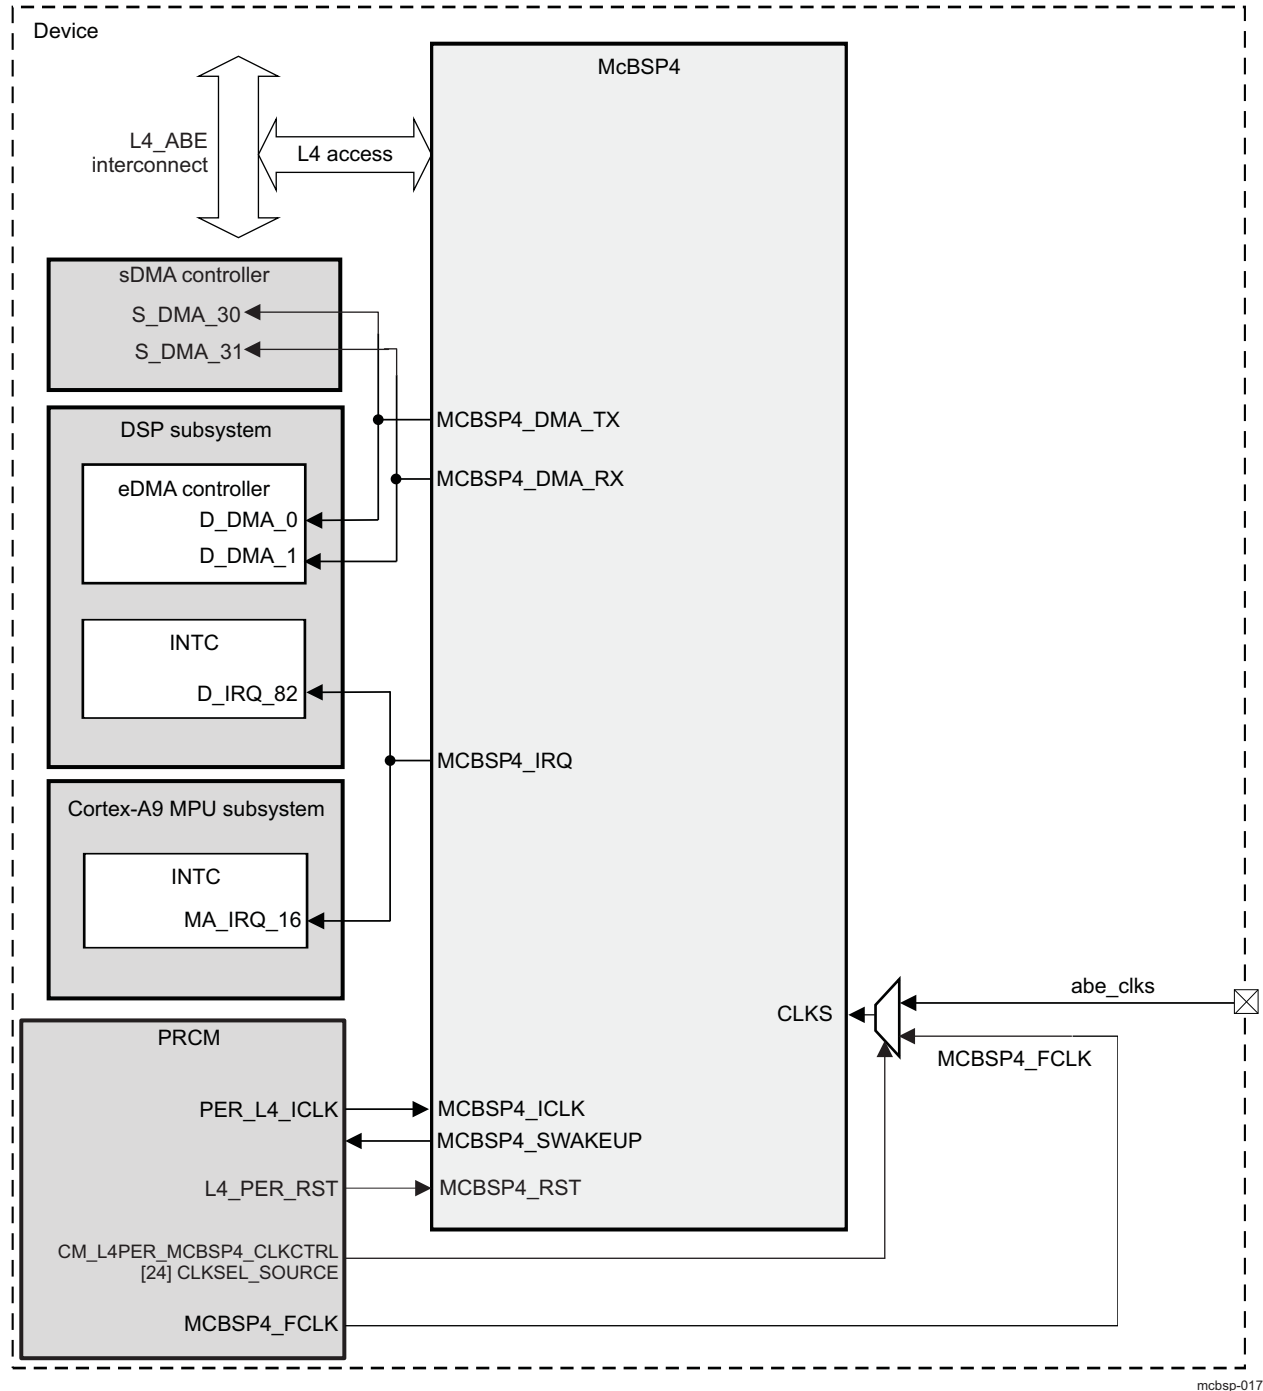 Device
McBSP4
L4_ABE
interconnect
L4 access
sDMA controller
S_DMA_30
S_DMA_31
MCBSP4_DMA_TX
DSP subsystem
MCBSP4_DMA_RX
eDMA controller
D_DMA_0
D_DMA_1
INTC
D_IRQ_82
MCBSP4_IRQ
Cortex-A9 MPU subsystem
INTC
MA_IRQ_16
abe_clks
CLKS
PRCM
MCBSP4_FCLK
PER_L4_ICLK
MCBSP4_ICLK
MCBSP4_SWAKEUP
L4_PER_RST
MCBSP4_RST
CM_L4PER_MCBSP4_CLKCTRL
[24] CLKSEL_SOURCE
MCBSP4_FCLK
mcbsp-017